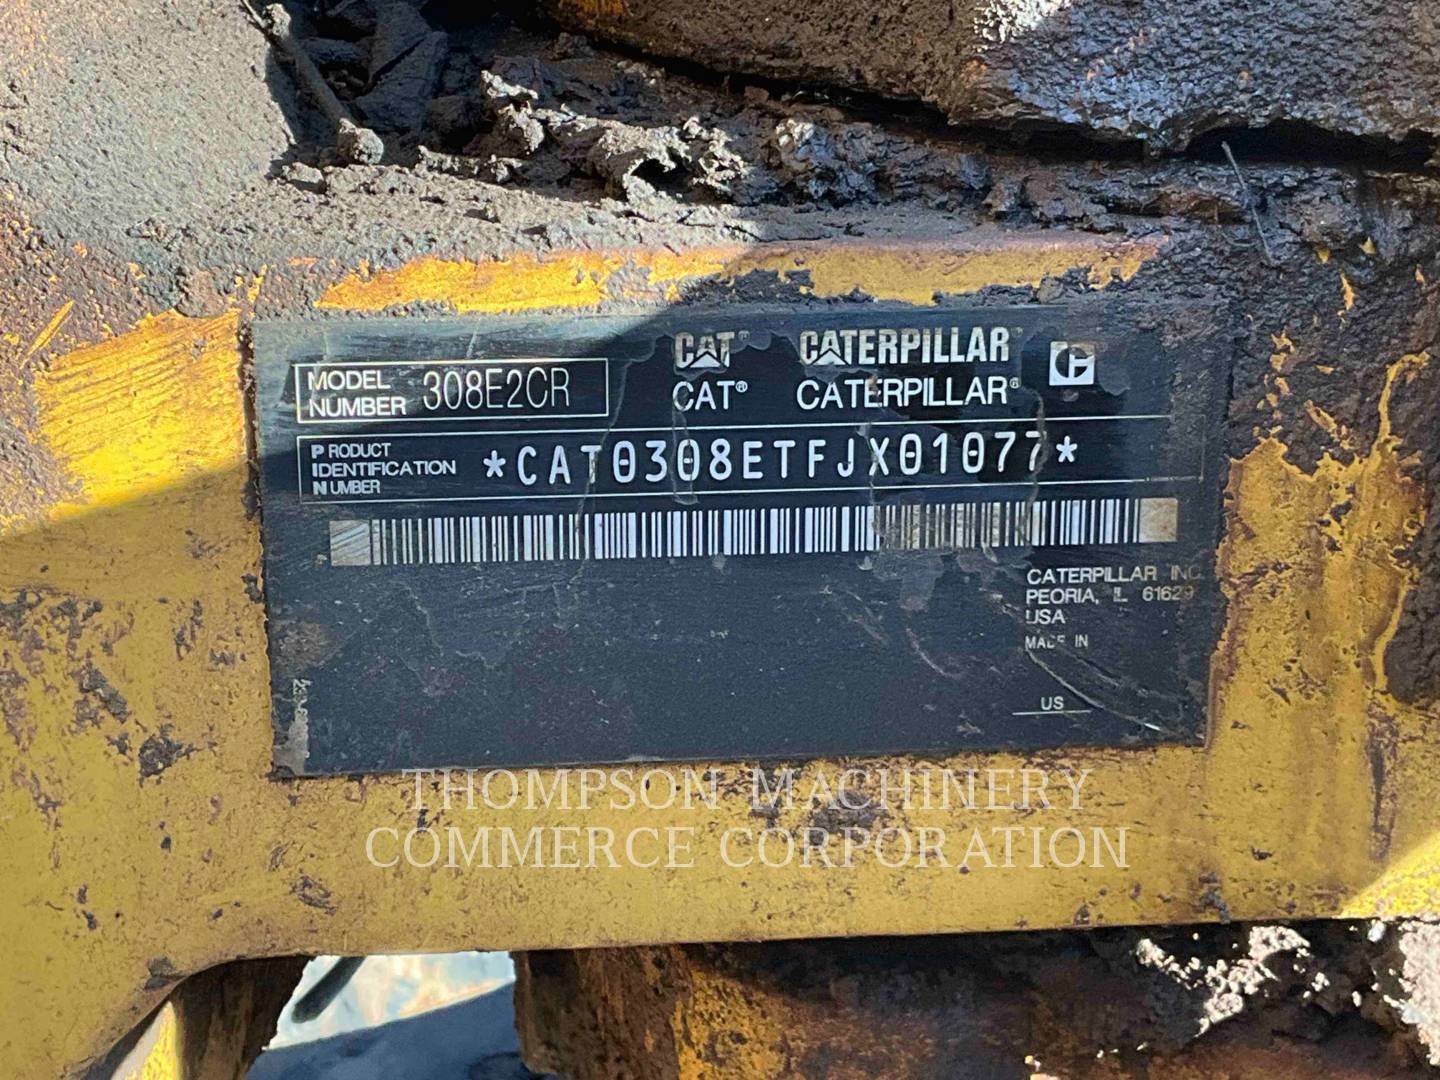 MODEL NUMBER 308E2CR
CAT® CATERPILLAR™
CAT® CATERPILLAR®
PRODUCT IDENTIFICATION NUMBER *CAT0308ETFJX01077*
CATERPILLAR INC.
PEORIA, IL 61629
USA
MADE IN
US
THOMPSON MACHINERY
COMMERCE CORPORATION